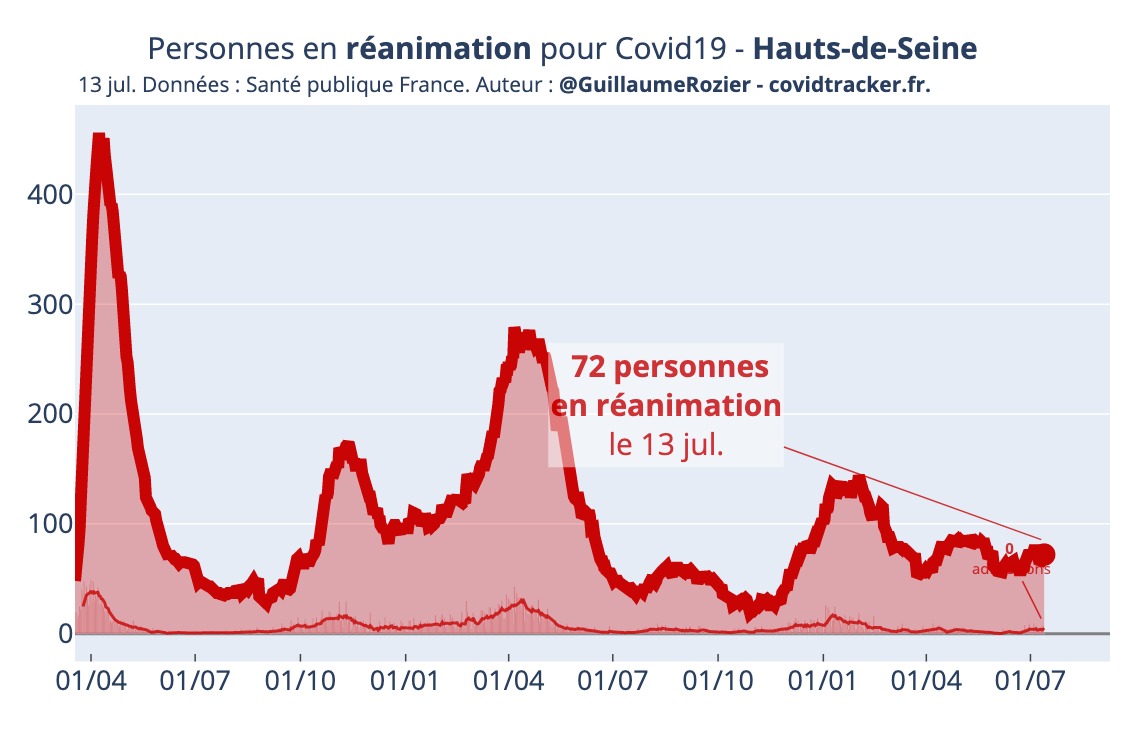 Personnes en réanimation pour Covid19 - Hauts-de-Seine
13 jul. Données : Santé publique France. Auteur : @GuillaumeRozier - covidtracker.fr.
400
300
200
100
0
72 personnes
en réanimation
le 13 jul.
0
01/04 01/07 01/10 01/01 01/04 01/07 01/10 01/01 01/04 01/07